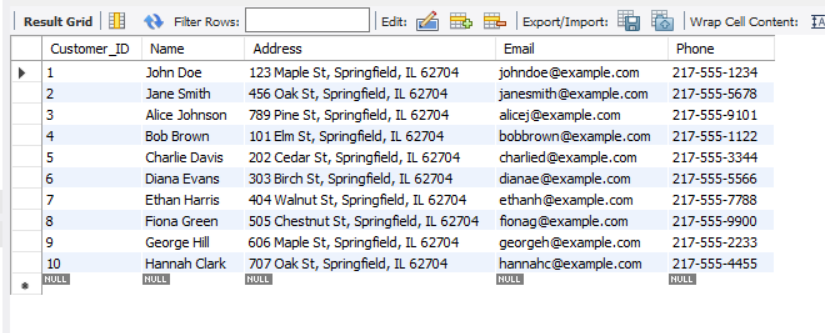 Result Grid Filter Rows: Edit: Export/Import: Wrap Cell Content:
Customer_ID Name Address Email Phone
1 John Doe 123 Maple St, Springfield, IL 62704 johndoe@example.com 217-555-1234
2 Jane Smith 456 Oak St, Springfield, IL 62704 janesmith@example.com 217-555-5678
3 Alice Johnson 789 Pine St, Springfield, IL 62704 alicej@example.com 217-555-9101
4 Bob Brown 101 Elm St, Springfield, IL 62704 bobbrown@example.com 217-555-1122
5 Charlie Davis 202 Cedar St, Springfield, IL 62704 charlied@example.com 217-555-3344
6 Diana Evans 303 Birch St, Springfield, IL 62704 dianae@example.com 217-555-5566
7 Ethan Harris 404 Walnut St, Springfield, IL 62704 ethanh@example.com 217-555-7788
8 Fiona Green 505 Chestnut St, Springfield, IL 62704 fionag@example.com 217-555-9900
9 George Hill 606 Maple St, Springfield, IL 62704 georgeh@example.com 217-555-2233
10 Hannah Clark 707 Oak St, Springfield, IL 62704 hannahc@example.com 217-555-4455
NULL NULL NULL NULL NULL